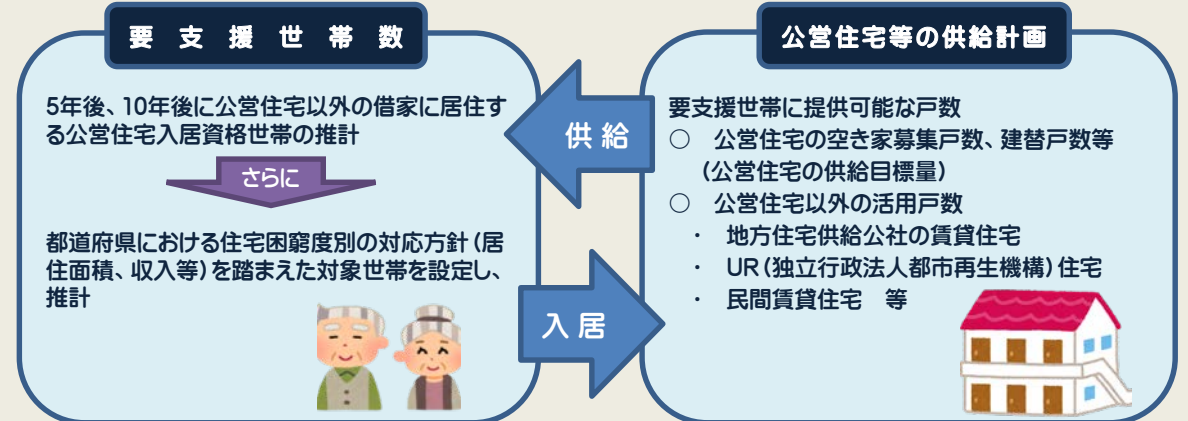 要支援世帯数
5年後、10年後に公営住宅以外の借家に居住す
る公営住宅入居資格世帯の推計
さらに
都道府県における住宅困窮度別の対応方針(居
住面積、収入等)を踏まえた対象世帯を設定し、
推計
供給
入居
公営住宅等の供給計画
要支援世帯に提供可能な戸数
○ 公営住宅の空き家募集戸数、建替戸数等
(公営住宅の供給目標量)
○ 公営住宅以外の活用戸数
・ 地方住宅供給公社の賃貸住宅
・ UR(独立行政法人都市再生機構)住宅
・ 民間賃貸住宅 等